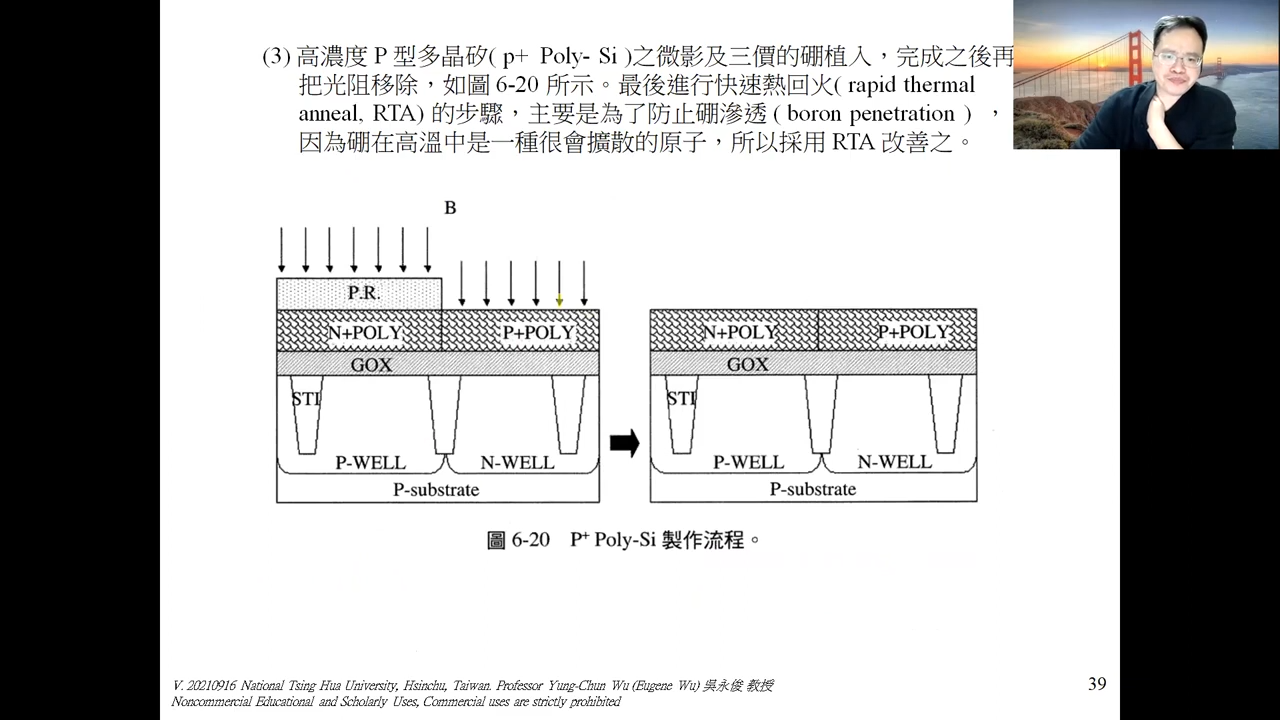 (3) 高濃度 P 型多晶矽( p+ Poly- Si )之微影及三價的硼植入，完成之後再
把光阻移除，如圖 6-20 所示。最後進行快速熱回火( rapid thermal
anneal, RTA) 的步驟，主要是為了防止硼滲透 ( boron penetration )，
因為硼在高溫中是一種很會擴散的原子，所以採用 RTA 改善之。
B
P.R.
N+POLY P+POLY
GOX
STI
P-WELL N-WELL
P-substrate
N+POLY P+POLY
GOX
STI
P-WELL N-WELL
P-substrate
圖 6-20 P+ Poly-Si 製作流程。
V. 20210916 National Tsing Hua University, Hsinchu, Taiwan. Professor Yung-Chun Wu (Eugene Wu) 吳永俊 教授
Noncommercial Educational and Scholarly Uses, Commercial uses are strictly prohibited
39